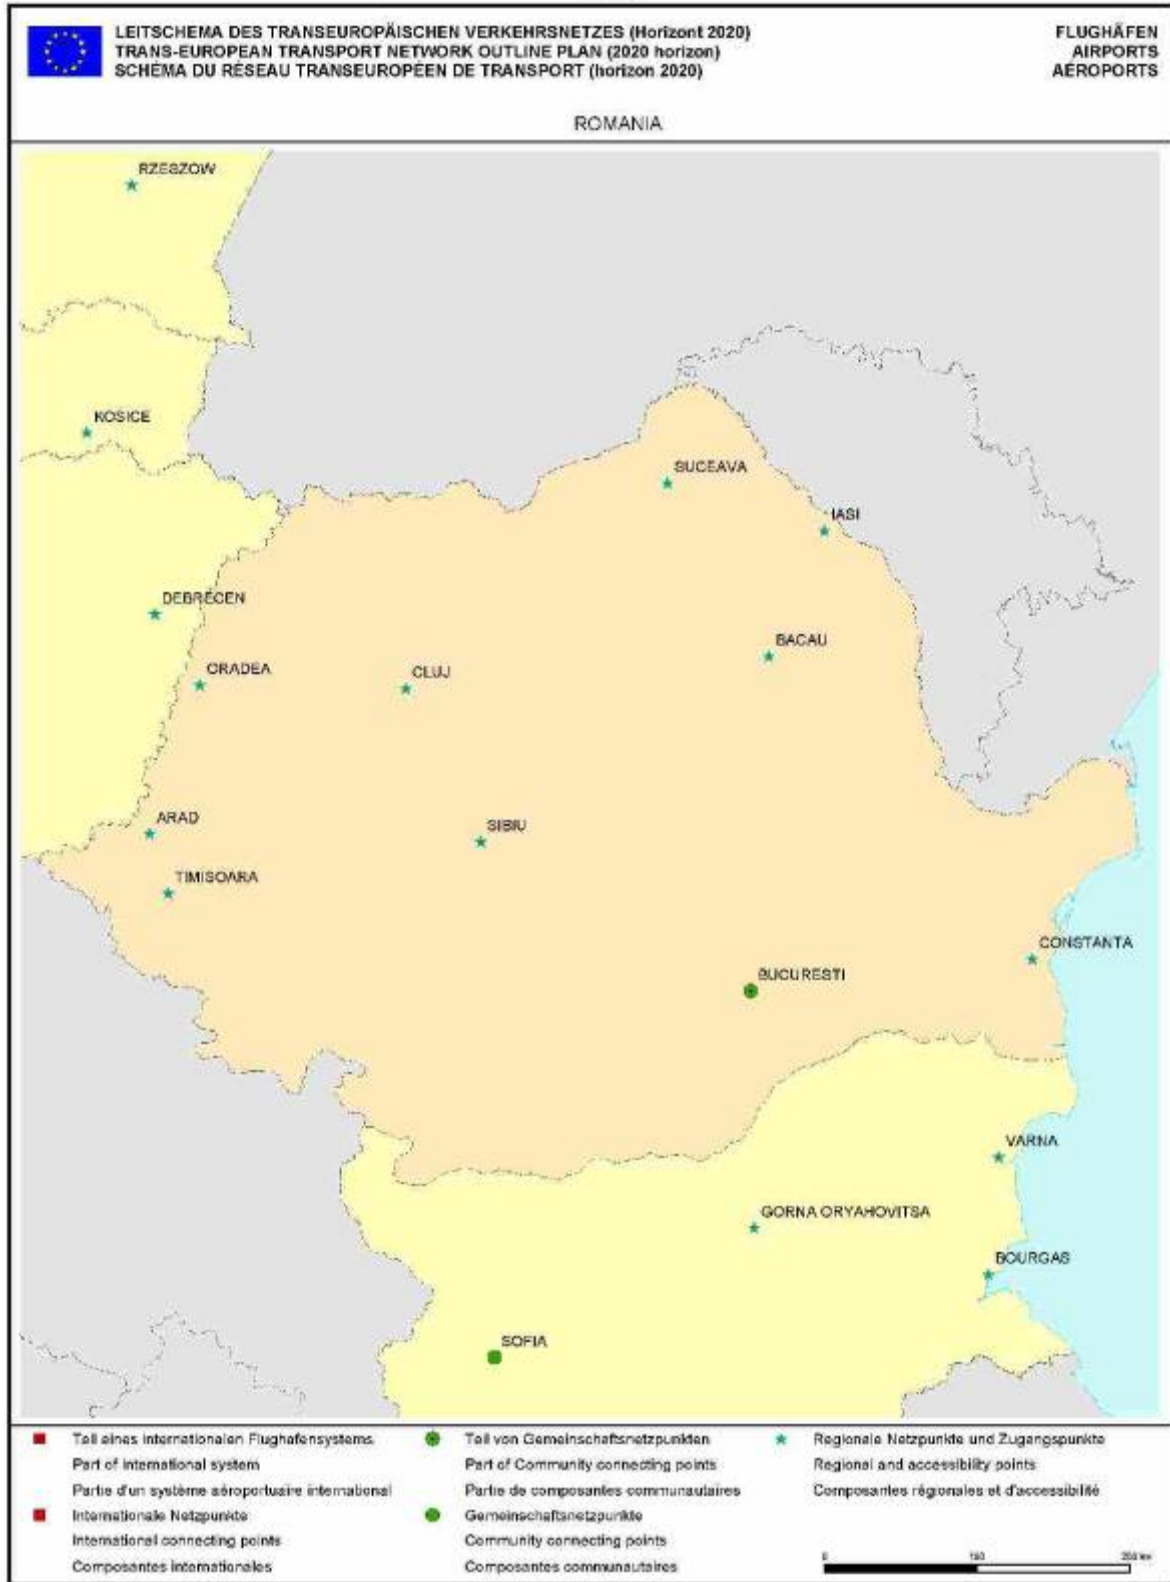 LEITSCHEMA DES TRANSEUROPÄISCHEN VERKEHRSNETZES (Horizont 2020)
TRANS-EUROPEAN TRANSPORT NETWORK OUTLINE PLAN (2020 horizon)
SCHÉMA DU RÉSEAU TRANSEUROPÉEN DE TRANSPORT (horizon 2020)
FLUGHÄFEN
AIRPORTS
AÉROPORTS
ROMANIA
RZESZOW
KOSICE
SUCEAVA
IASI
DEBRECEN
BACAU
ORADEA
CLUJ
ARAD
SIBIU
TIMISOARA
CONSTANTA
BUCURESTI
VARNA
GORNA ORYAHOVITSA
BOURGAS
SOFIA
Teil eines internationalen Flughafensystems
Part of international system
Partie d'un système aéroportuaire international
Internationale Netzpunkte
International connecting points
Composantes internationales
Teil von Gemeinschaftsnetzpunkten
Part of Community connecting points
Partie de composantes communautaires
Gemeinschaftsnetzpunkte
Community connecting points
Composantes communautaires
Regionale Netzpunkte und Zugangspunkte
Regional and accessibility points
Composantes régionales et d'accessibilité
0